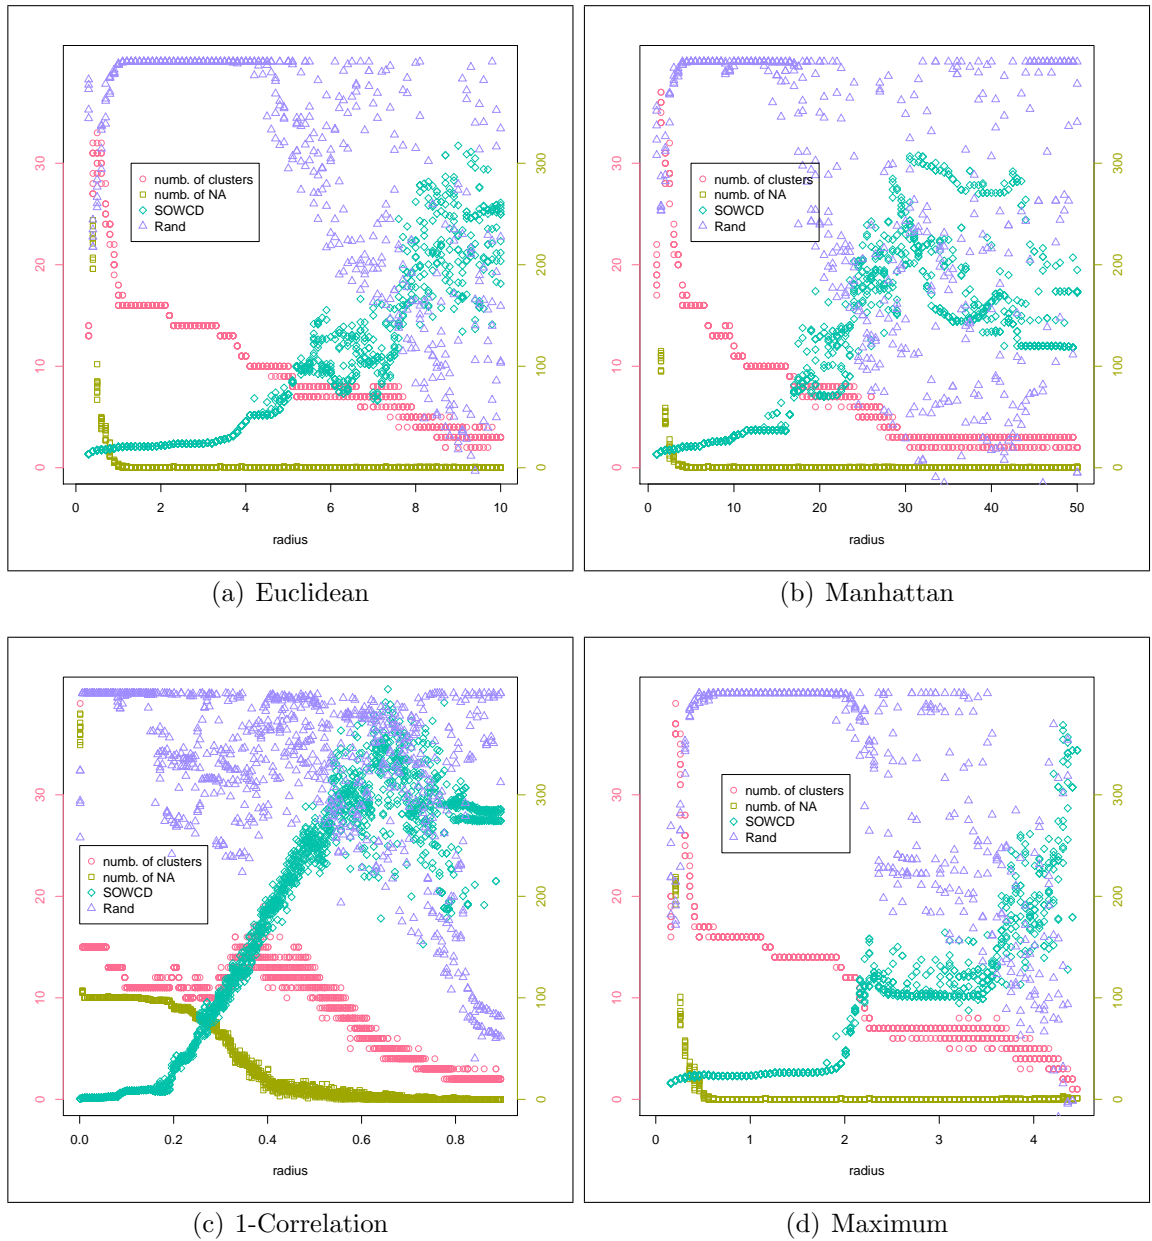 numb. of clusters
numb. of NA
SOWCD
Rand
0 10 20 30
0 100 200 300
0 2 4 6 8 10
radius
(a) Euclidean
numb. of clusters
numb. of NA
SOWCD
Rand
0 10 20 30
0 100 200 300
0 10 20 30 40 50
radius
(b) Manhattan
numb. of clusters
numb. of NA
SOWCD
Rand
0 10 20 30
0 100 200 300
0.0 0.2 0.4 0.6 0.8
radius
(c) 1-Correlation
numb. of clusters
numb. of NA
SOWCD
Rand
0 10 20 30
0 100 200 300
0 1 2 3 4
radius
(d) Maximum